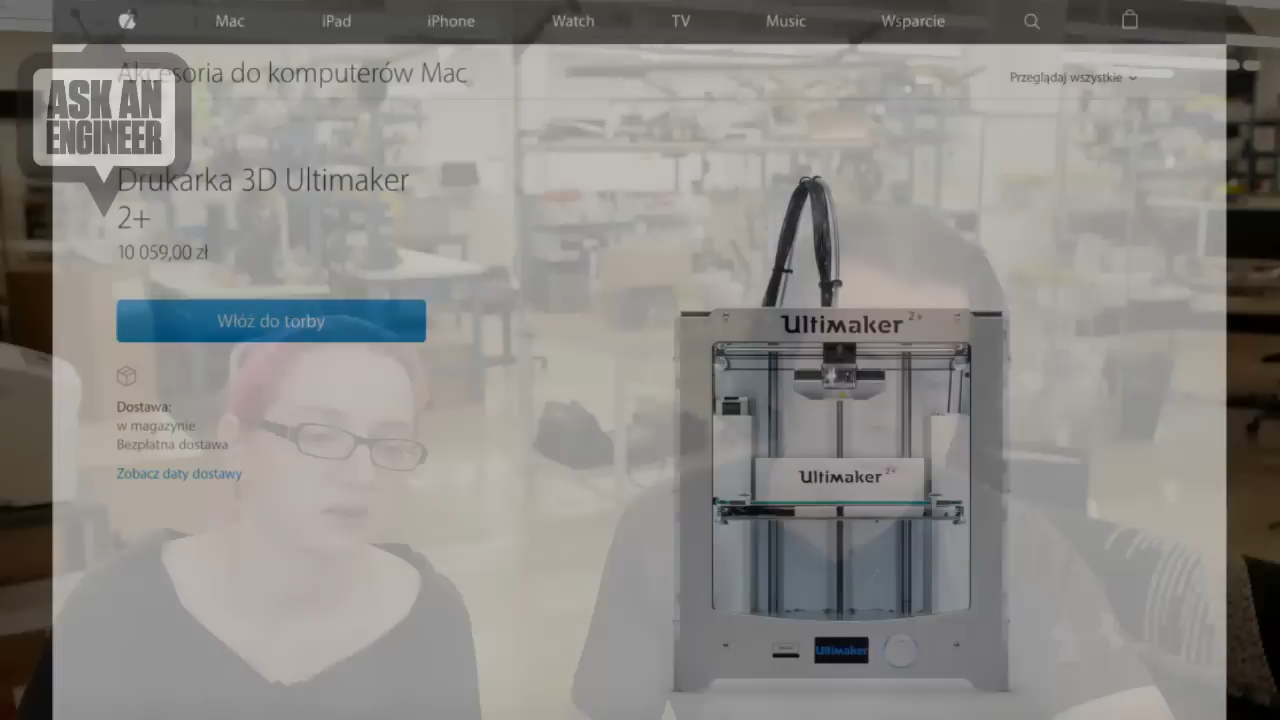 Mac iPad iPhone Watch TV Music Wsparcie
Akcesoria do komputerów Mac
Przeglądaj wszystkie
ASK AN
ENGINEER
Drukarka 3D Ultimaker
2+
10 059,00 zł
Włóż do torby
Dostawa:
w magazynie
Bezpłatna dostawa
Zobacz daty dostawy
Ultimaker 2+
Ultimaker 2+
Ultimaker